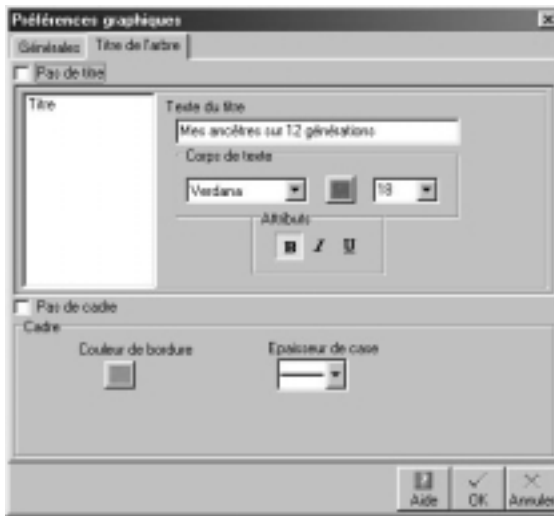 Préférences graphiques
Générales Titre de l'arbre
Pas de titre
Titre
Texte du titre
Mes ancêtres sur 12 générations
Corps de texte
Verdana 18
Attributs
B I U
Pas de cadre
Cadre
Couleur de bordure Epaisseur de case
Aide OK Annuler